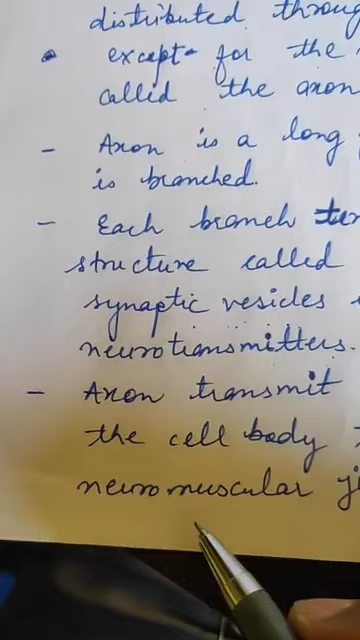 distributed throug
• except for the
called the axon
- Axon is a long
is branched.
- Each branch ter
structure called
synaptic vesicles
neurotransmitters.
- Axon transmit
the cell body
neuromuscular